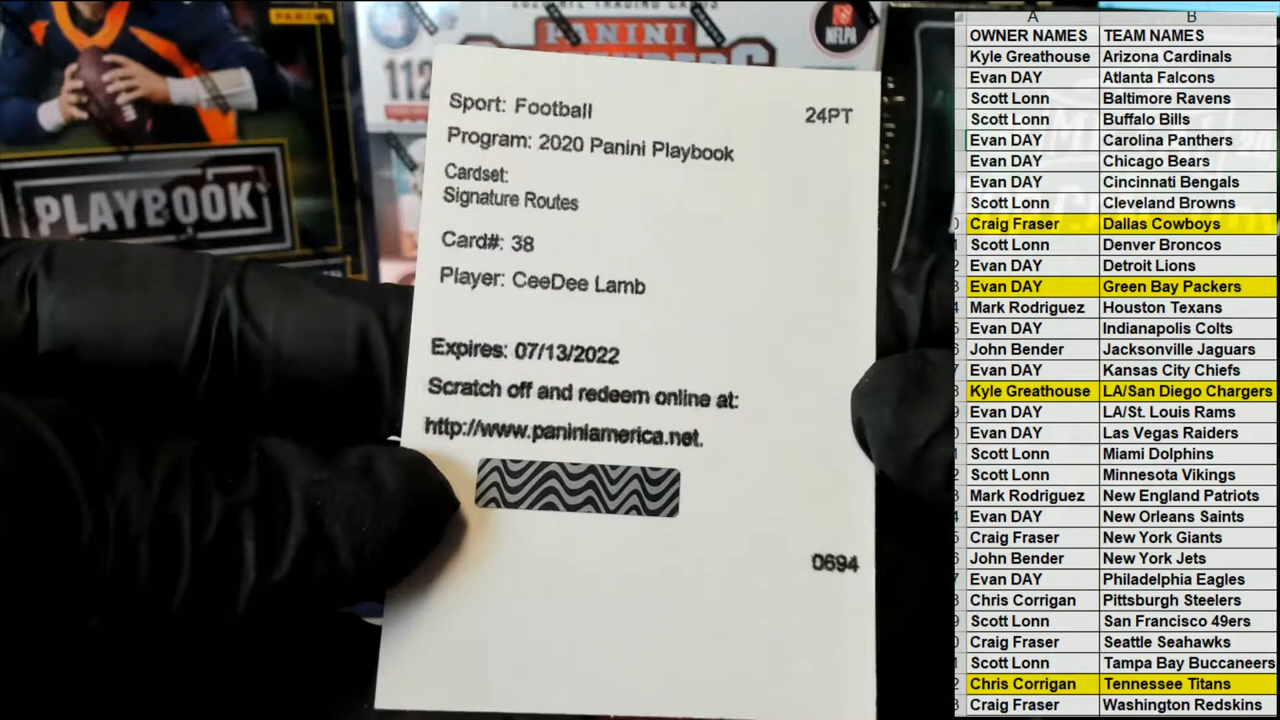 PANINI
2020 NFL TRADING CARDS
PANINI
112
NFLPA
PLAYBOOK
Sport: Football
24PT
Program: 2020 Panini Playbook
Cardset:
Signature Routes
Card#: 38
Player: CeeDee Lamb
Expires: 07/13/2022
Scratch off and redeem online at:
http://www.paniniamerica.net.
0694
A B
OWNER NAMES TEAM NAMES
Kyle Greathouse Arizona Cardinals
Evan DAY Atlanta Falcons
Scott Lonn Baltimore Ravens
Scott Lonn Buffalo Bills
Evan DAY Carolina Panthers
Evan DAY Chicago Bears
Evan DAY Cincinnati Bengals
Scott Lonn Cleveland Browns
Craig Fraser Dallas Cowboys
Scott Lonn Denver Broncos
Evan DAY Detroit Lions
Evan DAY Green Bay Packers
Mark Rodriguez Houston Texans
Evan DAY Indianapolis Colts
John Bender Jacksonville Jaguars
Evan DAY Kansas City Chiefs
Kyle Greathouse LA/San Diego Chargers
Evan DAY LA/St. Louis Rams
Evan DAY Las Vegas Raiders
Scott Lonn Miami Dolphins
Scott Lonn Minnesota Vikings
Mark Rodriguez New England Patriots
Evan DAY New Orleans Saints
Craig Fraser New York Giants
John Bender New York Jets
Evan DAY Philadelphia Eagles
Chris Corrigan Pittsburgh Steelers
Scott Lonn San Francisco 49ers
Craig Fraser Seattle Seahawks
Scott Lonn Tampa Bay Buccaneers
Chris Corrigan Tennessee Titans
Craig Fraser Washington Redskins